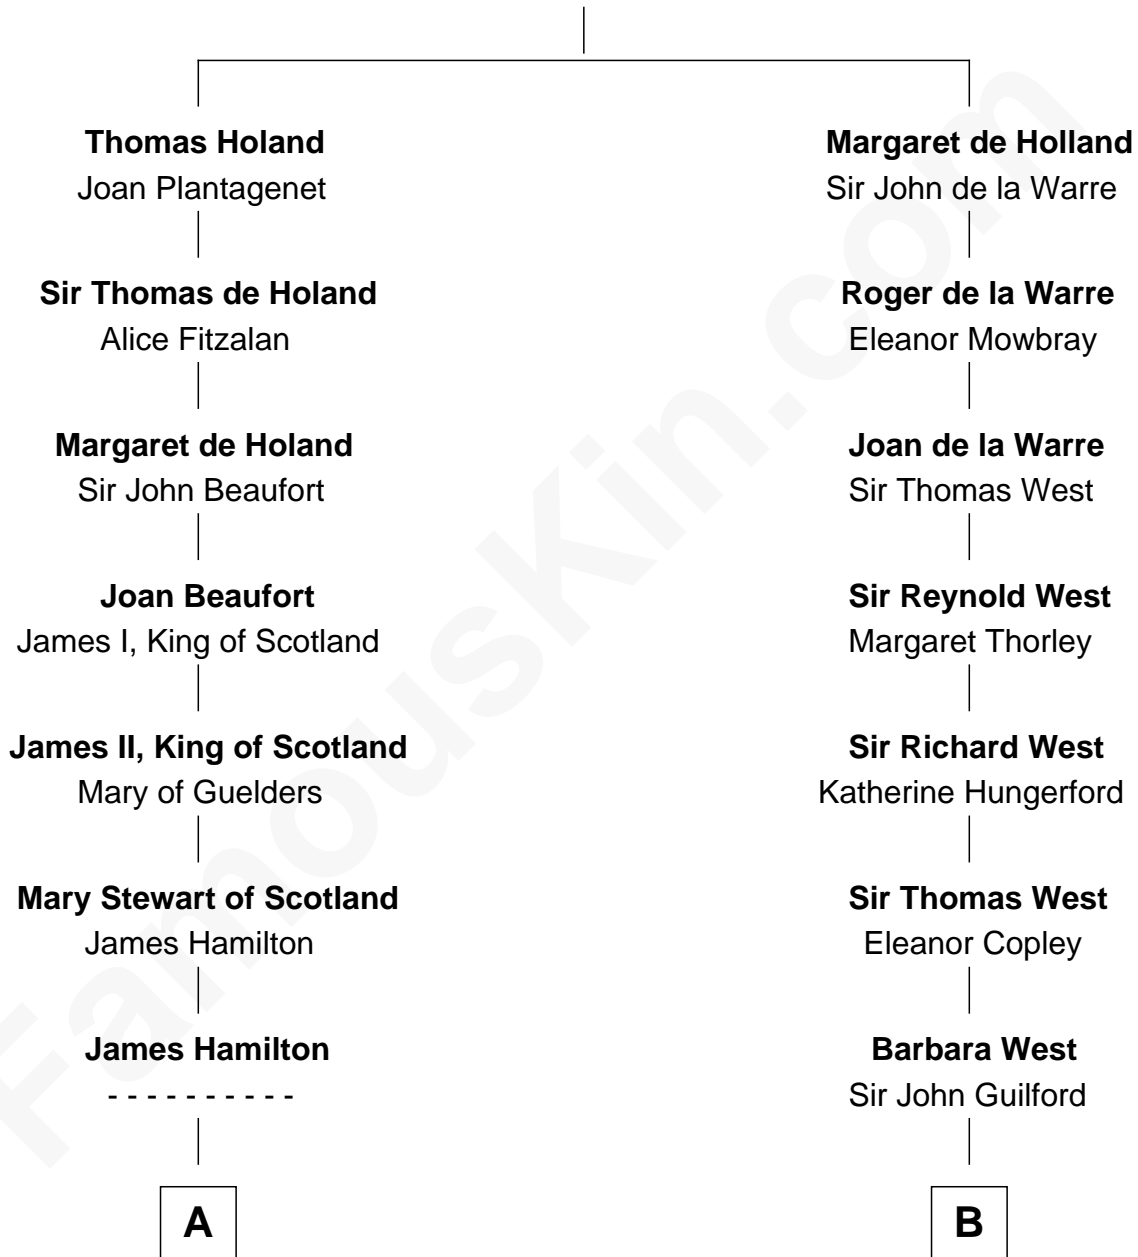 Thomas Holand
Joan Plantagenet
Sir Thomas de Holand
Alice Fitzalan
Margaret de Holand
Sir John Beaufort
Joan Beaufort
James I, King of Scotland
James II, King of Scotland
Mary of Guelders
Mary Stewart of Scotland
James Hamilton
James Hamilton
- - - - - - - - - -
A
Margaret de Holland
Sir John de la Warre
Roger de la Warre
Eleanor Mowbray
Joan de la Warre
Sir Thomas West
Sir Reynold West
Margaret Thorley
Sir Richard West
Katherine Hungerford
Sir Thomas West
Eleanor Copley
Barbara West
Sir John Guilford
B
FamousKin.com